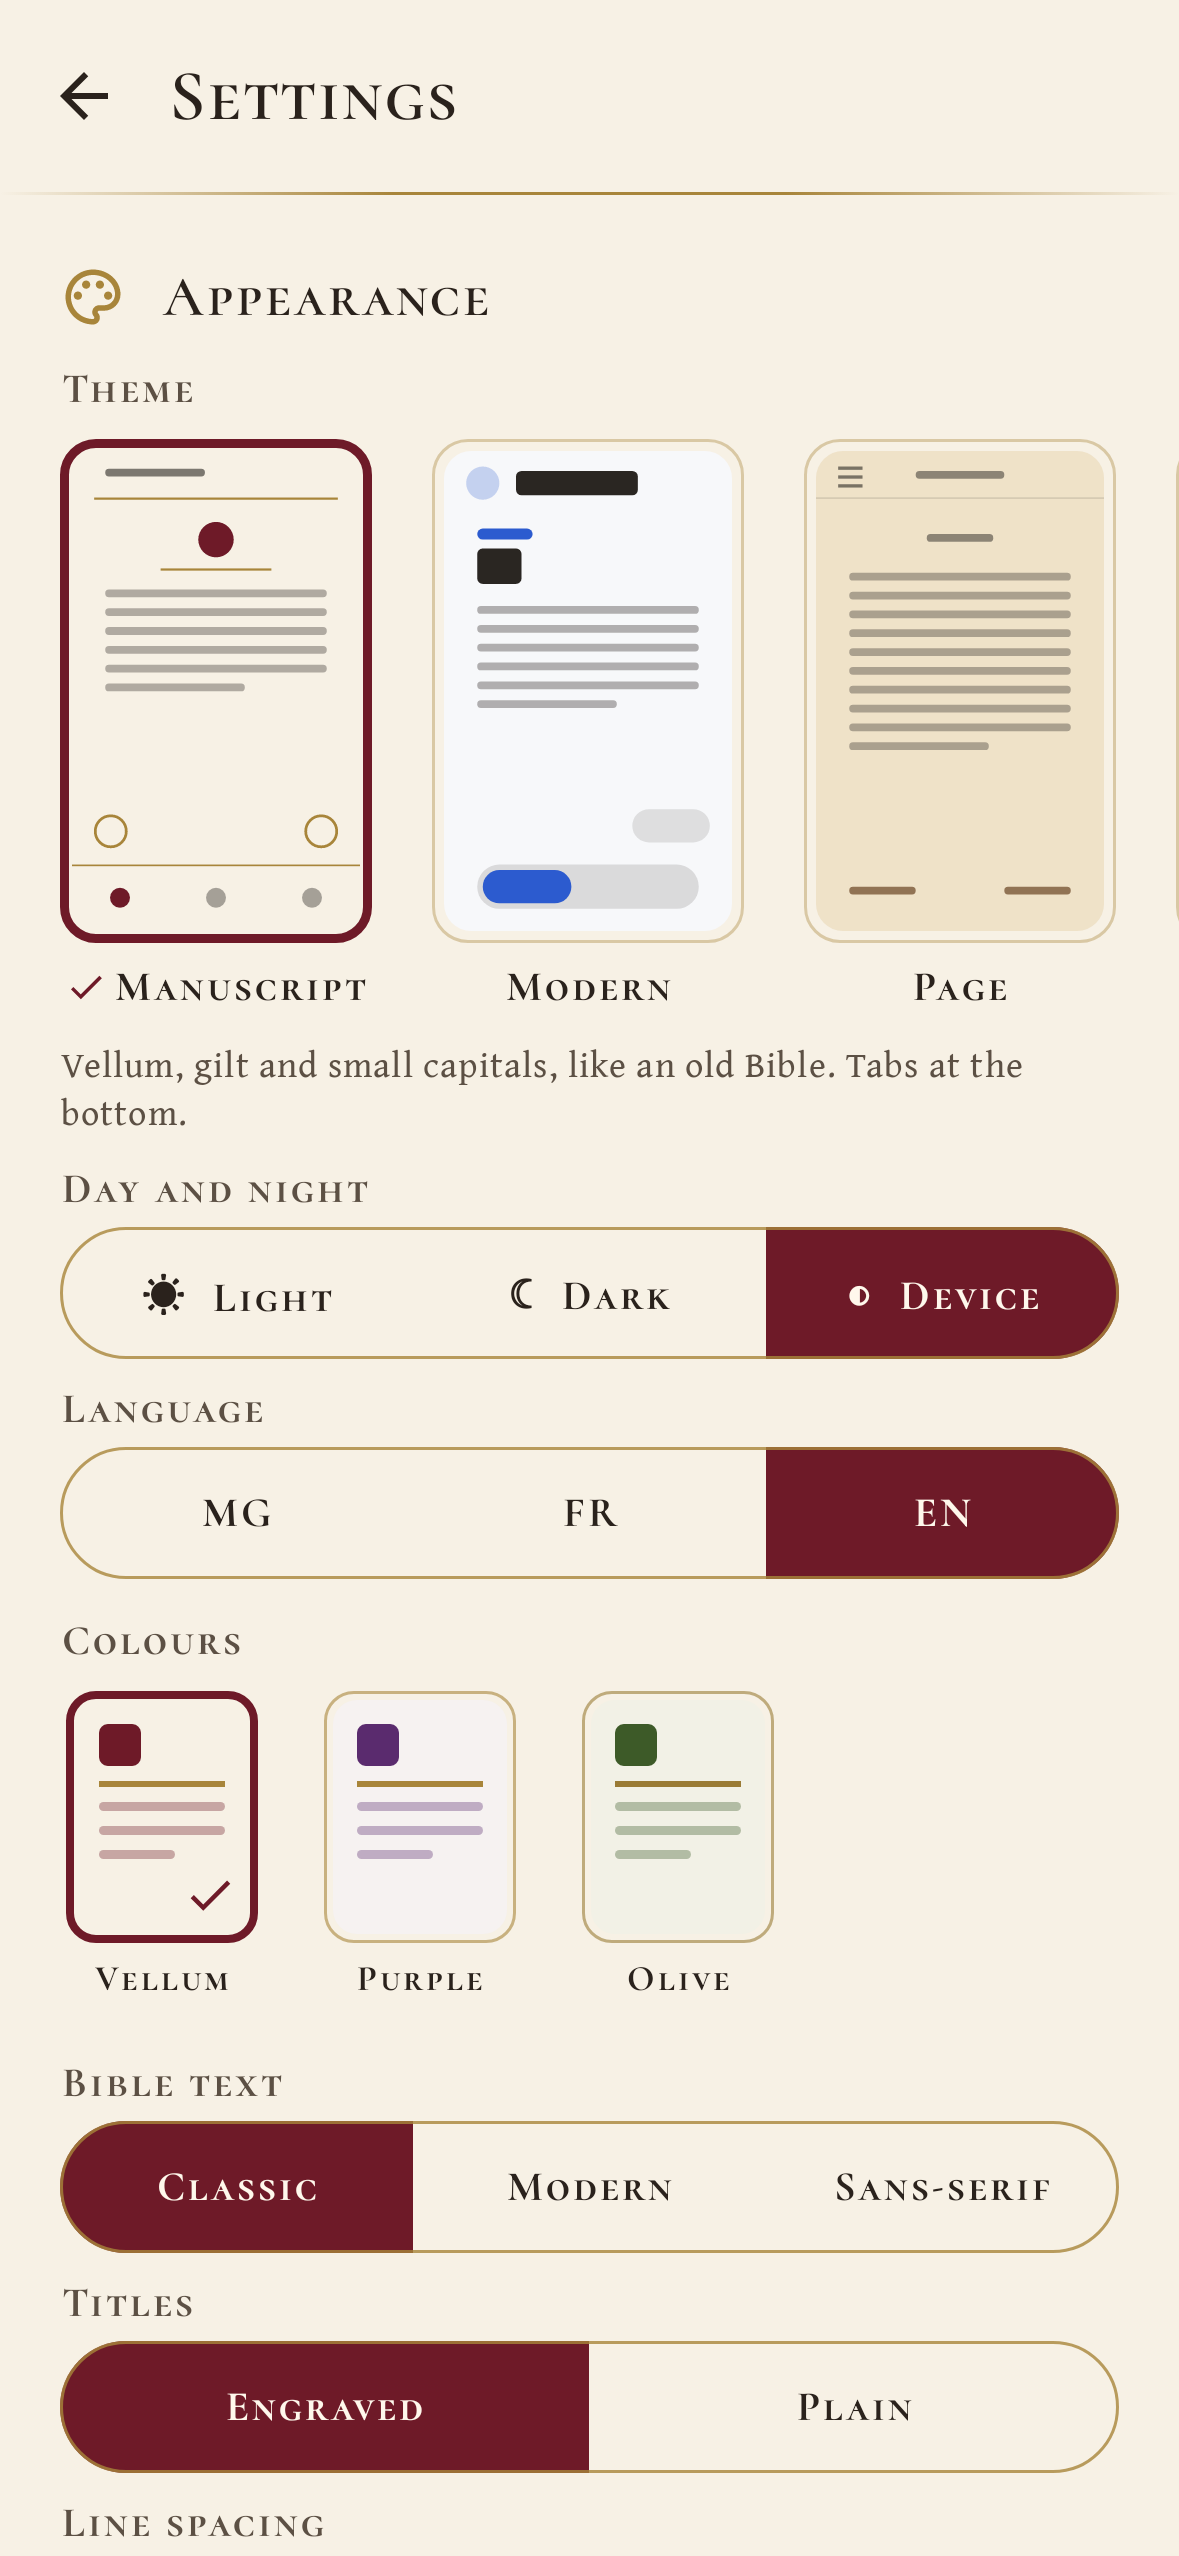 Settings
Appearance
Theme
Manuscript
Modern
Page
Vellum, gilt and small capitals, like an old Bible. Tabs at the
bottom.
Day and night
Light
Dark
Device
Language
MG
FR
EN
Colours
Vellum
Purple
Olive
Bible text
Classic
Modern
Sans-serif
Titles
Engraved
Plain
Line spacing